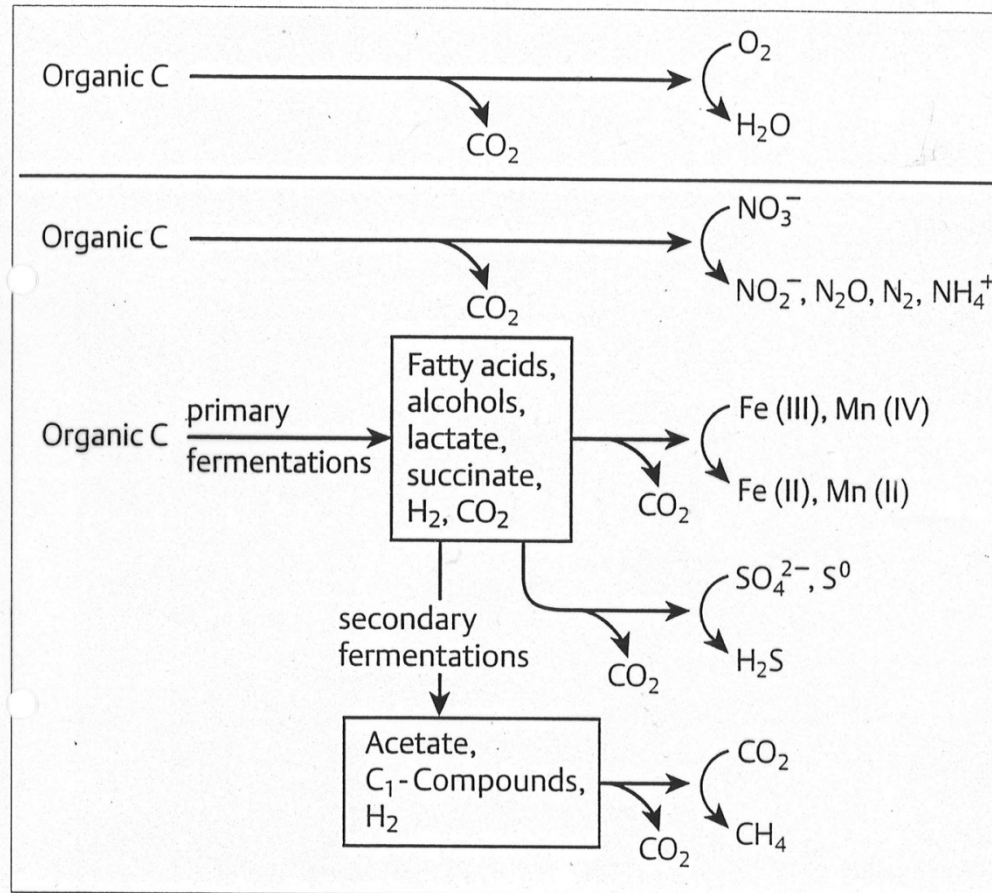 O₂
Organic C
H₂O
CO₂
NO₃⁻
Organic C
NO₂⁻, N₂O, N₂, NH₄⁺
CO₂
Fatty acids,
alcohols,
lactate,
succinate,
H₂, CO₂
primary
fermentations
Organic C
Fe (III), Mn (IV)
CO₂
Fe (II), Mn (II)
SO₄²⁻, S⁰
secondary
fermentations
CO₂
H₂S
Acetate,
C₁-Compounds,
H₂
CO₂
CO₂
CH₄